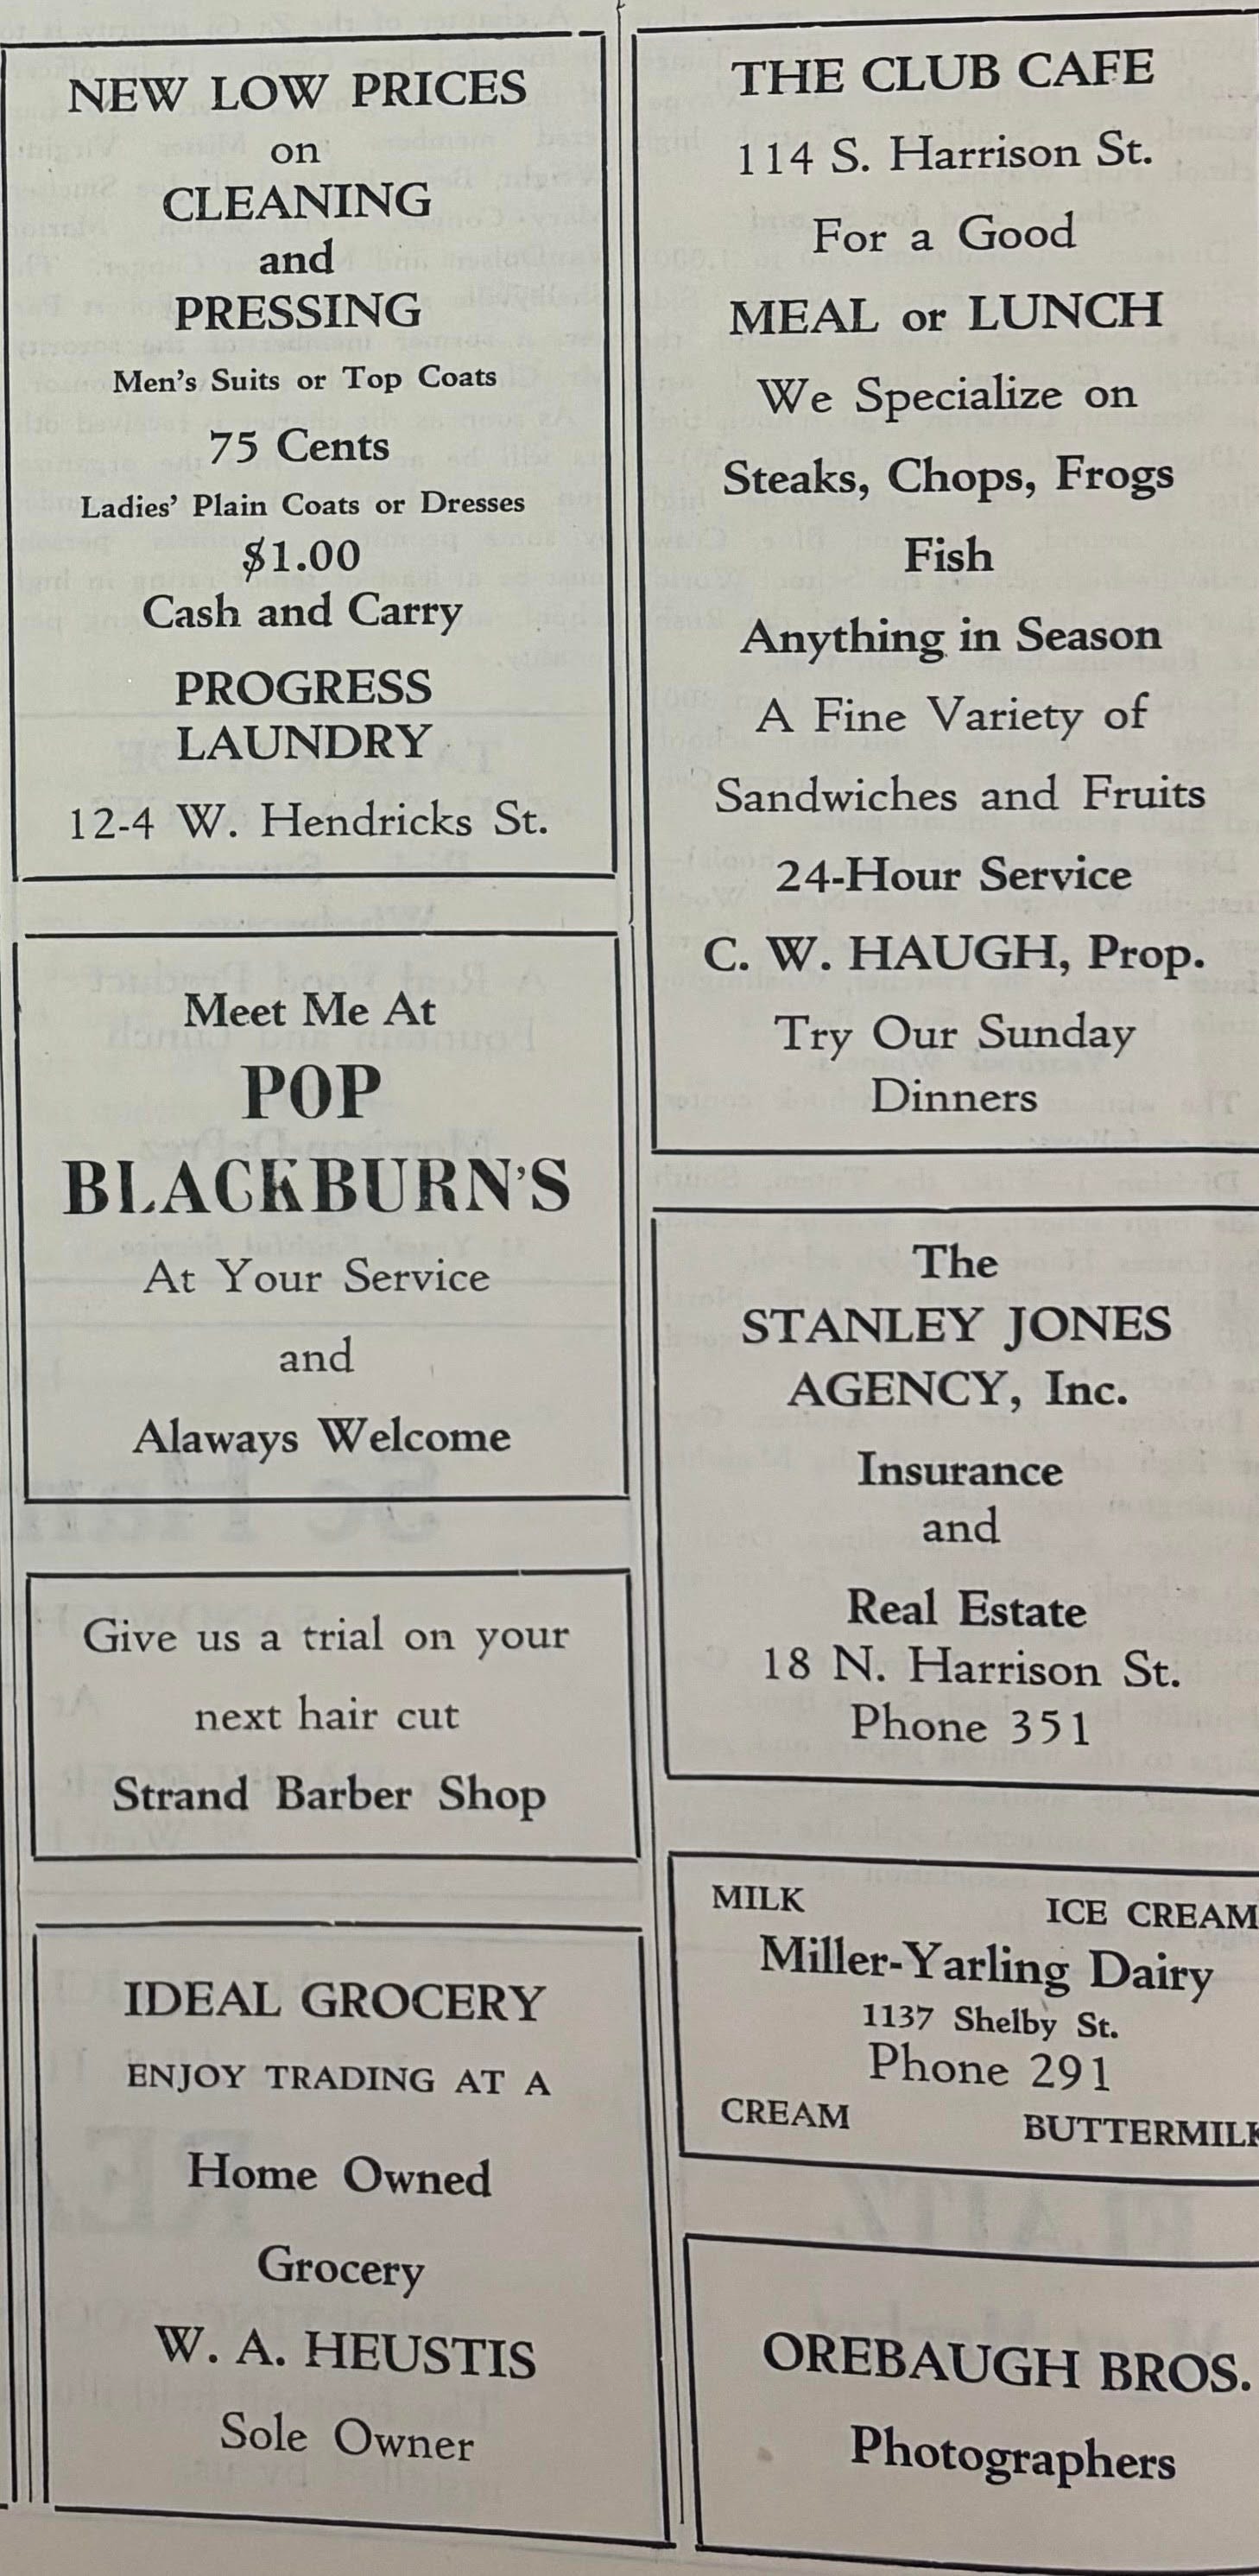 NEW LOW PRICES
on
CLEANING
and
PRESSING
Men's Suits or Top Coats
75 Cents
Ladies' Plain Coats or Dresses
$1.00
Cash and Carry
PROGRESS
LAUNDRY
12-4 W. Hendricks St.
Meet Me At
POP
BLACKBURN'S
At Your Service
and
Alaways Welcome
Give us a trial on your
next hair cut
Strand Barber Shop
IDEAL GROCERY
ENJOY TRADING AT A
Home Owned
Grocery
W. A. HEUSTIS
Sole Owner
THE CLUB CAFE
114 S. Harrison St.
For a Good
MEAL or LUNCH
We Specialize on
Steaks, Chops, Frogs
Fish
Anything in Season
A Fine Variety of
Sandwiches and Fruits
24-Hour Service
C. W. HAUGH, Prop.
Try Our Sunday
Dinners
The
STANLEY JONES
AGENCY, Inc.
Insurance
and
Real Estate
18 N. Harrison St.
Phone 351
MILK ICE CREAM
Miller-Yarling Dairy
1137 Shelby St.
Phone 291
CREAM BUTTERMILK
OREBAUGH BROS.
Photographers